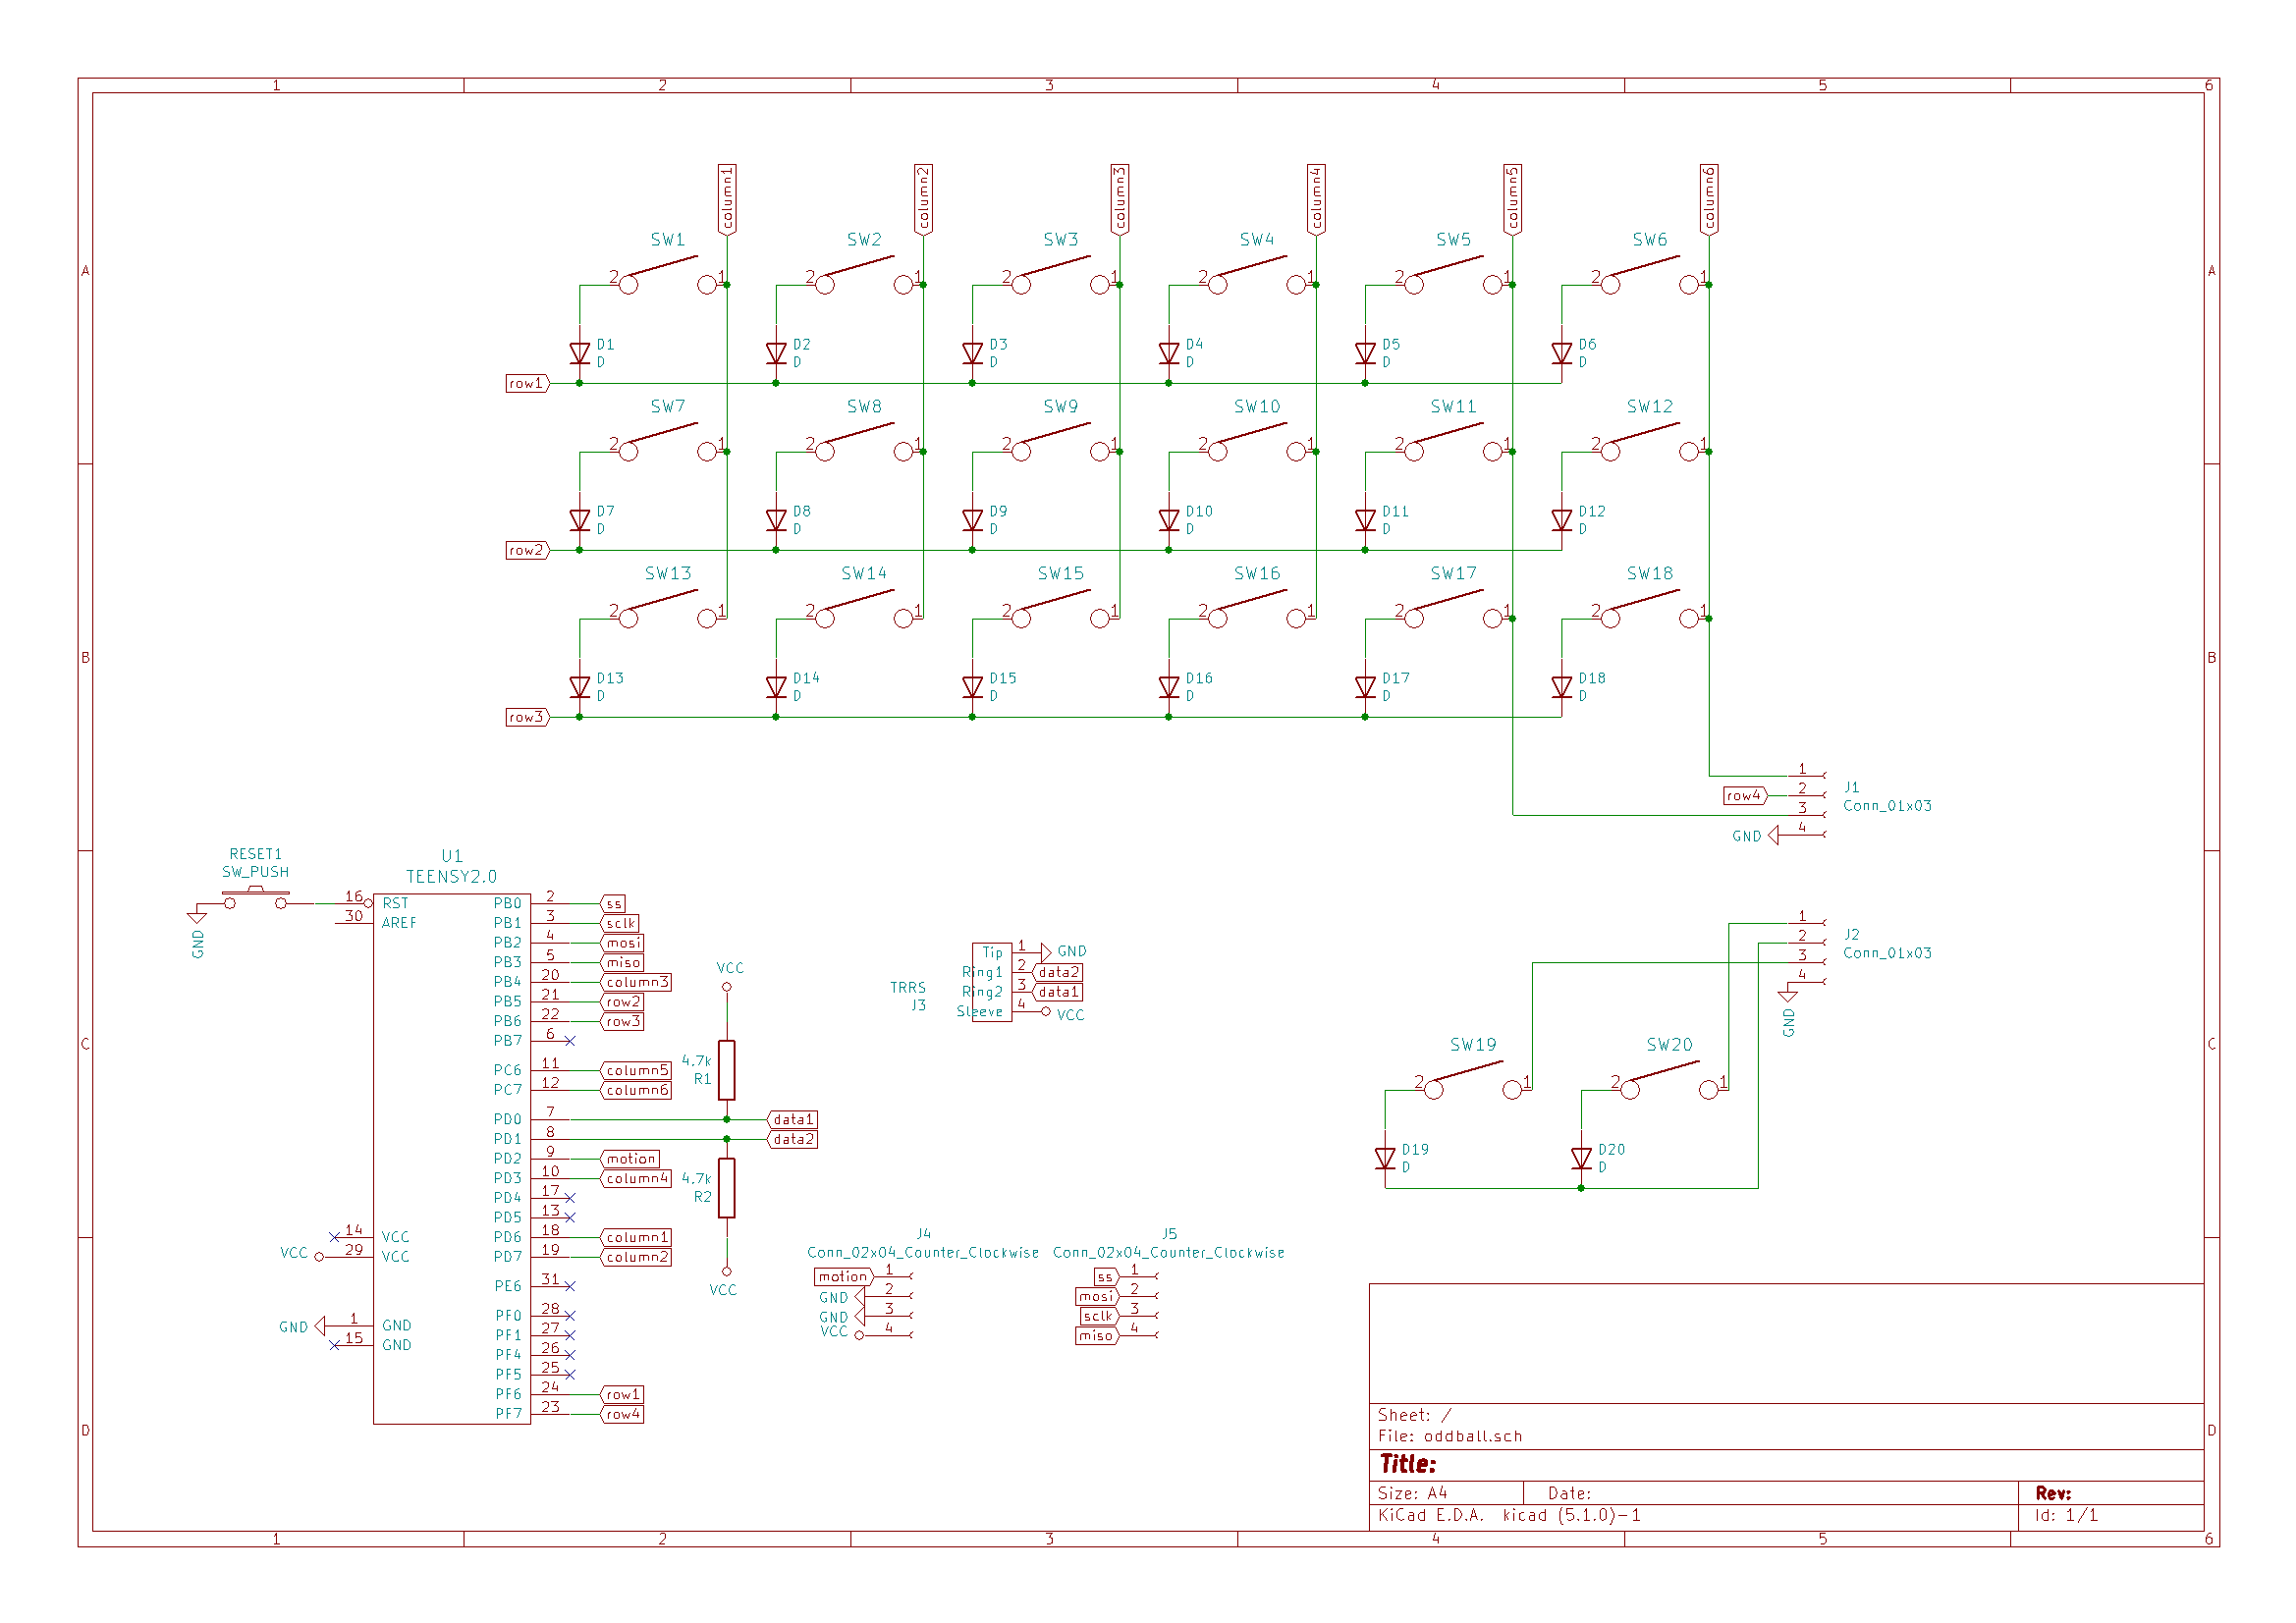 1 2 3 4 5 6
column1 column2 column3 column4 column5 column6
SW1 SW2 SW3 SW4 SW5 SW6
A 2 1 2 1 2 1 2 1 2 1 2 1 A
D1 D2 D3 D4 D5 D6
D D D D D D
row1
SW7 SW8 SW9 SW10 SW11 SW12
2 1 2 1 2 1 2 1 2 1 2 1
D7 D8 D9 D10 D11 D12
D D D D D D
row2
SW13 SW14 SW15 SW16 SW17 SW18
2 1 2 1 2 1 2 1 2 1 2 1
B B
D13 D14 D15 D16 D17 D18
D D D D D D
row3
1
row4 2 J1
3 Conn_01x03
GND 4
RESET1
SW_PUSH
GND
U1
TEENSY2.0
16 RST
30 AREF
14 VCC
VCC 29 VCC
GND 1 GND
15 GND
PB0 2 ss
PB1 3 sclk
PB2 4 mosi
PB3 5 miso
PB4 20 column3
PB5 21 row2
PB6 22 row3
PB7 6
PC6 11 column5
PC7 12 column6
PD0 7 data1
PD1 8 data2
PD2 9 motion
PD3 10 column4
PD4 17
PD5 13
PD6 18 column1
PD7 19 column2
PE6 31
PF0 28
PF1 27
PF4 26
PF5 25
PF6 24 row1
PF7 23 row4
VCC
4.7k
R1
4.7k
R2
VCC
TRRS
J3
Tip 1 GND
Ring1 2 data2
Ring2 3 data1
Sleeve 4 VCC
1
2 J2
3 Conn_01x03
4
GND
C C
SW19 SW20
2 1 2 1
D19 D20
D D
J4
Conn_02x04_Counter_Clockwise
motion 1
GND 2
GND 3
VCC 4
J5
Conn_02x04_Counter_Clockwise
ss 1
mosi 2
sclk 3
miso 4
D D
Sheet: /
File: oddball.sch
Title:
Size: A4 Date: Rev:
KiCad E.D.A. kicad (5.1.0)-1 Id: 1/1
1 2 3 4 5 6